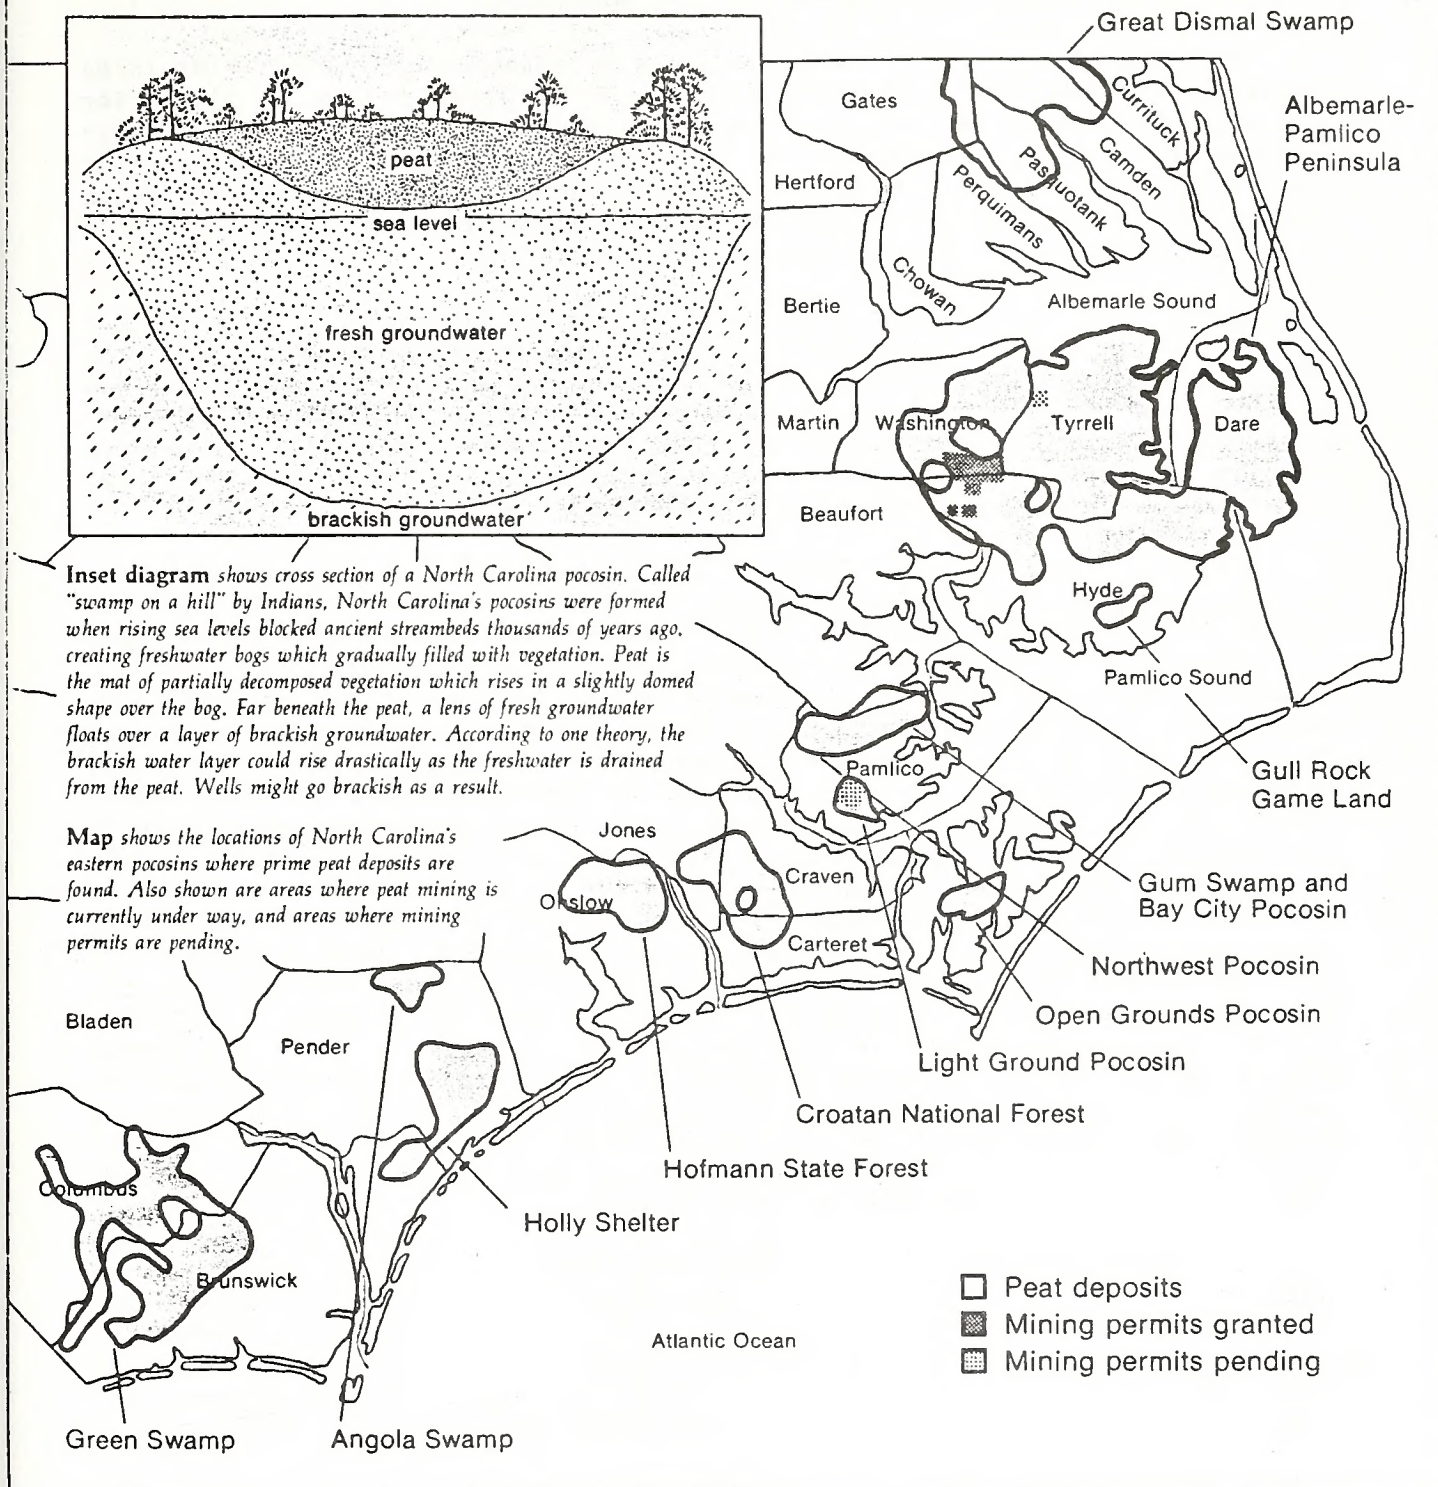 Great Dismal Swamp
Gates
Currituck
Albemarle-
Pamlico
Peninsula
Camden
Pasquotank
Perquimans
Hertford
Chowan
Bertie
Albemarle Sound
Martin
Washington
Tyrrell
Dare
Beaufort
Hyde
Pamlico Sound
Gull Rock
Game Land
peat
sea level
fresh groundwater
brackish groundwater
Inset diagram shows cross section of a North Carolina pocosin. Called
"swamp on a hill" by Indians, North Carolina's pocosins were formed
when rising sea levels blocked ancient streambeds thousands of years ago,
creating freshwater bogs which gradually filled with vegetation. Peat is
the mat of partially decomposed vegetation which rises in a slightly domed
shape over the bog. Far beneath the peat, a lens of fresh groundwater
floats over a layer of brackish groundwater. According to one theory, the
brackish water layer could rise drastically as the freshwater is drained
from the peat. Wells might go brackish as a result.
Map shows the locations of North Carolina's
eastern pocosins where prime peat deposits are
found. Also shown are areas where peat mining is
currently under way, and areas where mining
permits are pending.
Pamlico
Jones
Craven
Onslow
Carteret
Gum Swamp and
Bay City Pocosin
Northwest Pocosin
Open Grounds Pocosin
Light Ground Pocosin
Croatan National Forest
Hofmann State Forest
Holly Shelter
Bladen
Pender
Columbus
Brunswick
Atlantic Ocean
Green Swamp
Angola Swamp
Peat deposits
Mining permits granted
Mining permits pending